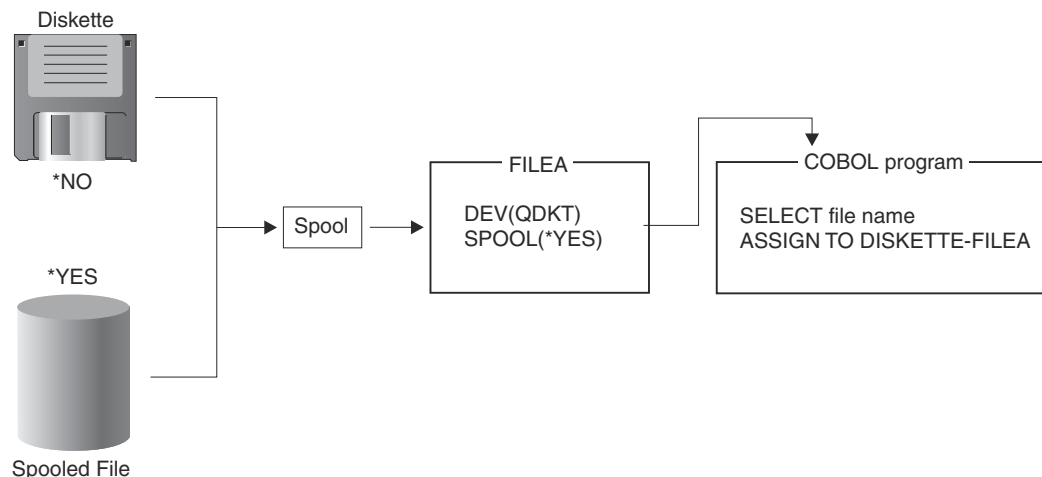 Diskette
*NO
*YES
Spooled File
Spool
FILEA
DEV(QDKT)
SPOOL(*YES)
COBOL program
SELECT file name
ASSIGN TO DISKETTE-FILEA